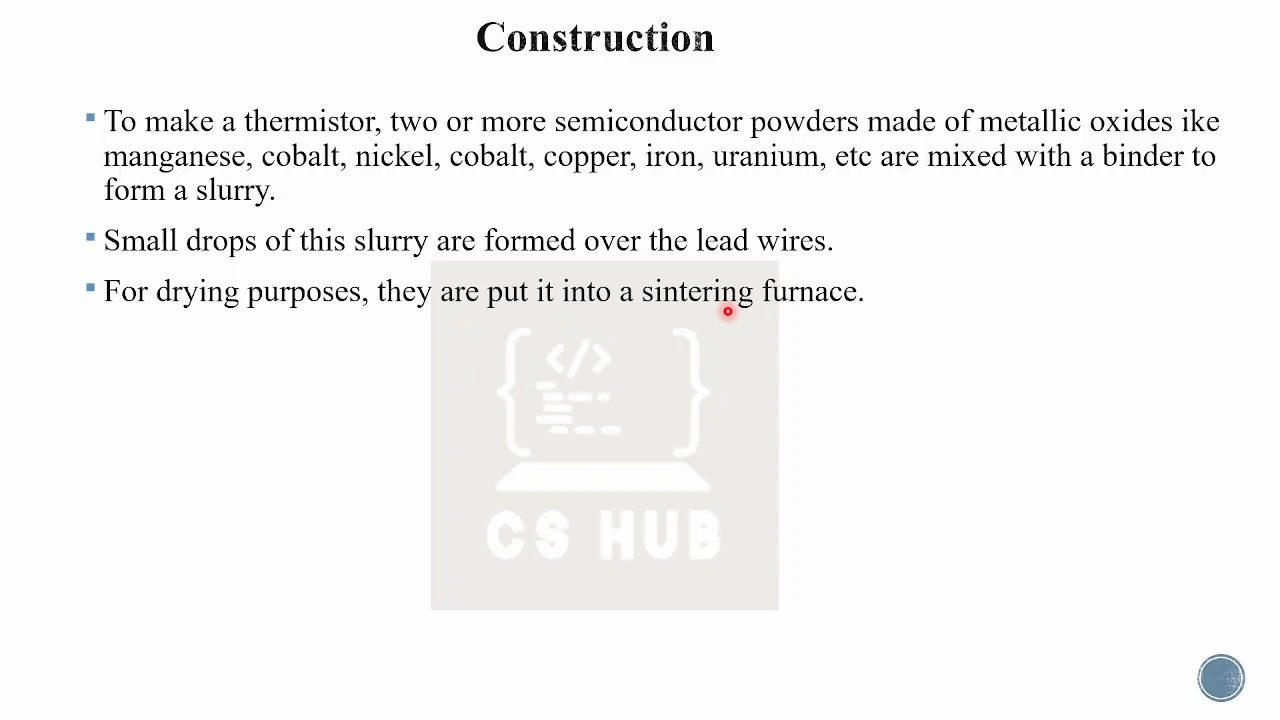 Construction
To make a thermistor, two or more semiconductor powders made of metallic oxides ike
manganese, cobalt, nickel, cobalt, copper, iron, uranium, etc are mixed with a binder to
form a slurry.
Small drops of this slurry are formed over the lead wires.
For drying purposes, they are put it into a sintering furnace.
</>
CS HUB